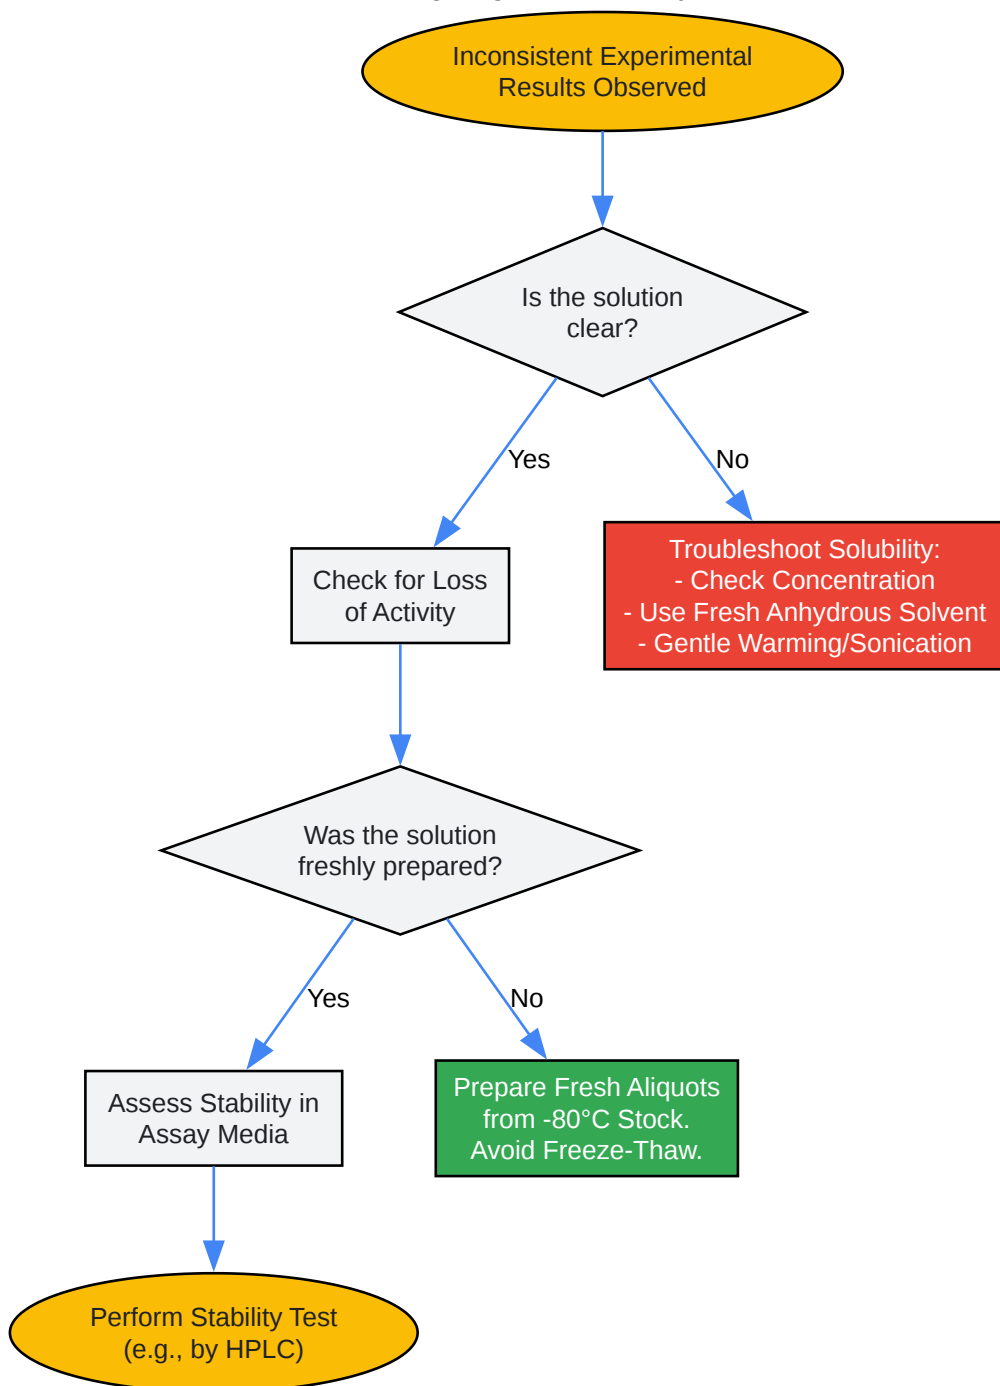 Inconsistent Experimental
Results Observed
Is the solution
clear?
Yes
No
Check for Loss
of Activity
Troubleshoot Solubility:
- Check Concentration
- Use Fresh Anhydrous Solvent
- Gentle Warming/Sonication
Was the solution
freshly prepared?
Yes
No
Assess Stability in
Assay Media
Prepare Fresh Aliquots
from -80°C Stock.
Avoid Freeze-Thaw.
Perform Stability Test
(e.g., by HPLC)